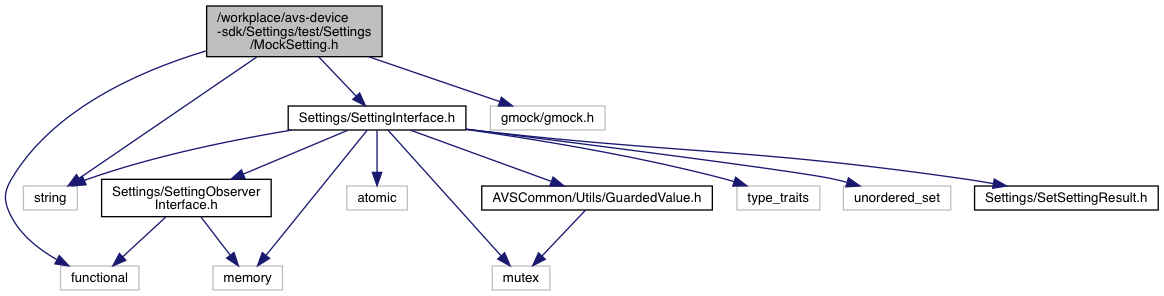 /workplace/avs-device
-sdk/Settings/test/Settings
/MockSetting.h
Settings/SettingInterface.h
gmock/gmock.h
string
Settings/SettingObserver
Interface.h
atomic
AVSCommon/Utils/GuardedValue.h
type_traits
unordered_set
Settings/SetSettingResult.h
functional
memory
mutex